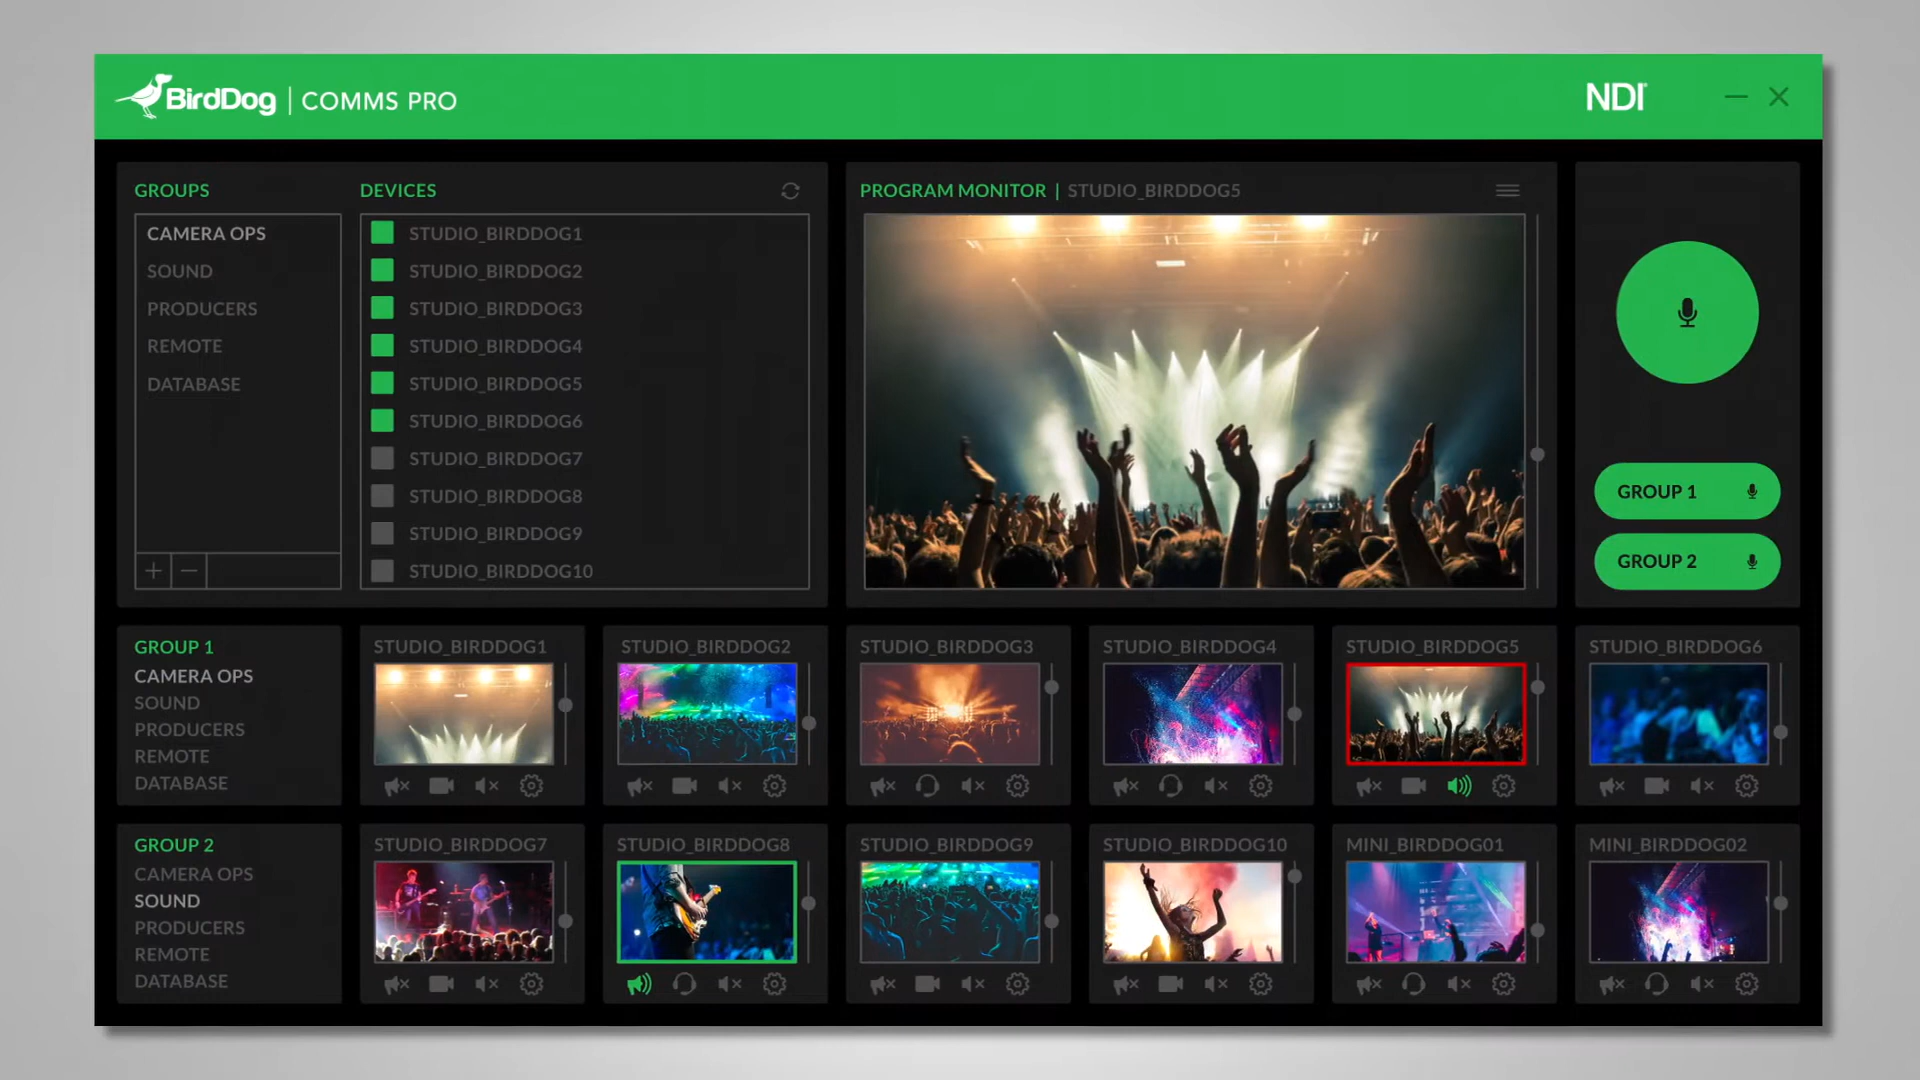 BirdDog | COMMS PRO
NDI
GROUPS
CAMERA OPS
SOUND
PRODUCERS
REMOTE
DATABASE
DEVICES
STUDIO_BIRDDOG1
STUDIO_BIRDDOG2
STUDIO_BIRDDOG3
STUDIO_BIRDDOG4
STUDIO_BIRDDOG5
STUDIO_BIRDDOG6
STUDIO_BIRDDOG7
STUDIO_BIRDDOG8
STUDIO_BIRDDOG9
STUDIO_BIRDDOG10
PROGRAM MONITOR | STUDIO_BIRDDOG5
GROUP 1
GROUP 2
GROUP 1
CAMERA OPS
SOUND
PRODUCERS
REMOTE
DATABASE
STUDIO_BIRDDOG1
STUDIO_BIRDDOG2
STUDIO_BIRDDOG3
STUDIO_BIRDDOG4
STUDIO_BIRDDOG5
STUDIO_BIRDDOG6
GROUP 2
CAMERA OPS
SOUND
PRODUCERS
REMOTE
DATABASE
STUDIO_BIRDDOG7
STUDIO_BIRDDOG8
STUDIO_BIRDDOG9
STUDIO_BIRDDOG10
MINI_BIRDDOG01
MINI_BIRDDOG02